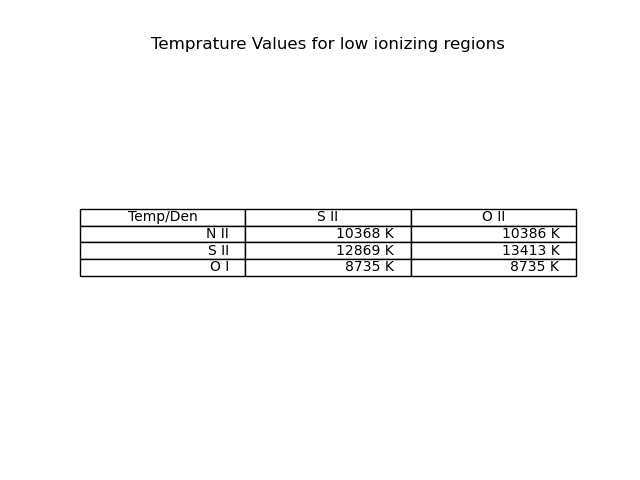 Temprature Values for low ionizing regions
Temp/Den S II O II
N II 10368 K 10386 K
S II 12869 K 13413 K
O I 8735 K 8735 K